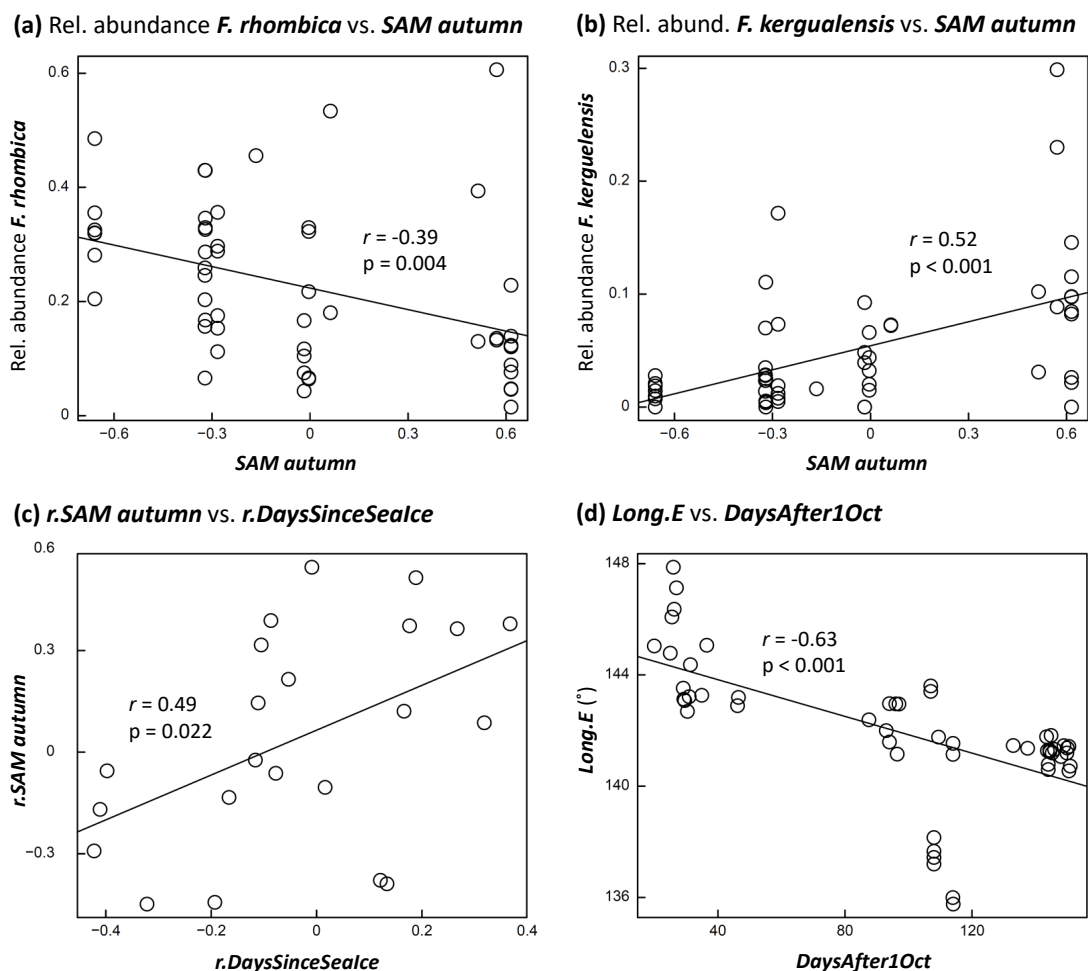 (a) Rel. abundance F. rhombica vs. SAM autumn
Rel. abundance F. rhombica
0.6
0.4
0.2
0
r = -0.39
p = 0.004
−0.6
−0.3
0
0.3
0.6
SAM autumn
(b) Rel. abund. F. kergualensis vs. SAM autumn
Rel. abundance F. kerguelensis
0.3
0.2
0.1
0
r = 0.52
p < 0.001
−0.6
−0.3
0
0.3
0.6
SAM autumn
(c) r.SAM autumn vs. r.DaysSinceSeaIce
r.SAM autumn
0.6
0.3
0
−0.3
r = 0.49
p = 0.022
−0.4
−0.2
0
0.2
0.4
r.DaysSinceSeaIce
(d) Long.E vs. DaysAfter1Oct
Long.E (°)
148
144
140
136
r = -0.63
p < 0.001
40
80
120
DaysAfter1Oct